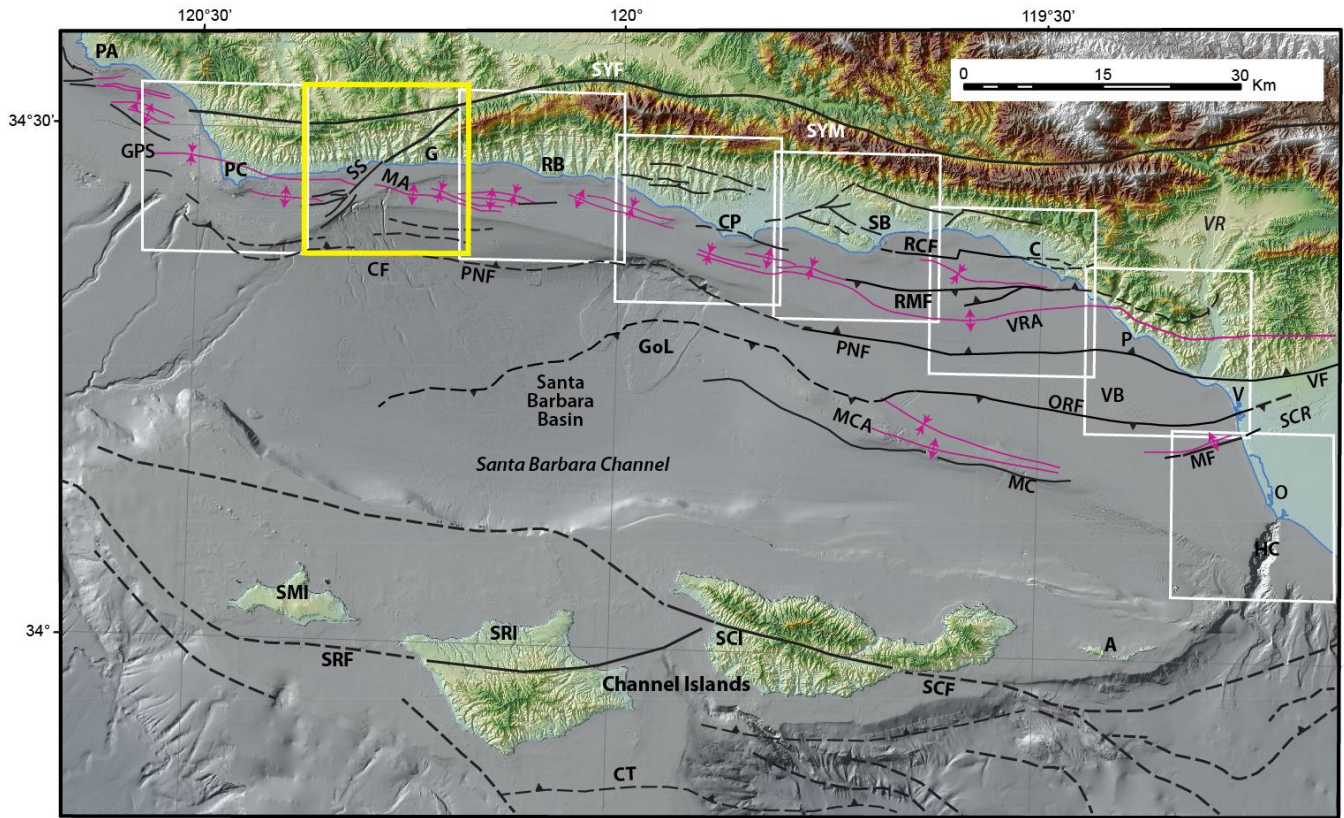 120°30' 120° 119°30'
PA
0 15 30
Km
SYF
34°30'
SYM
GPS
PC
SS
G
RB
MA
VR
CP
SB
RCF
C
CF
PNF
RMF
VRA
GoL
PNF
P
Santa
Barbara
Basin
VB
V
VF
ORF
SCR
MCA
Santa Barbara Channel
MF
MC
O
HC
SMI
34°
SRI
SCI
A
SRF
SCF
Channel Islands
CT